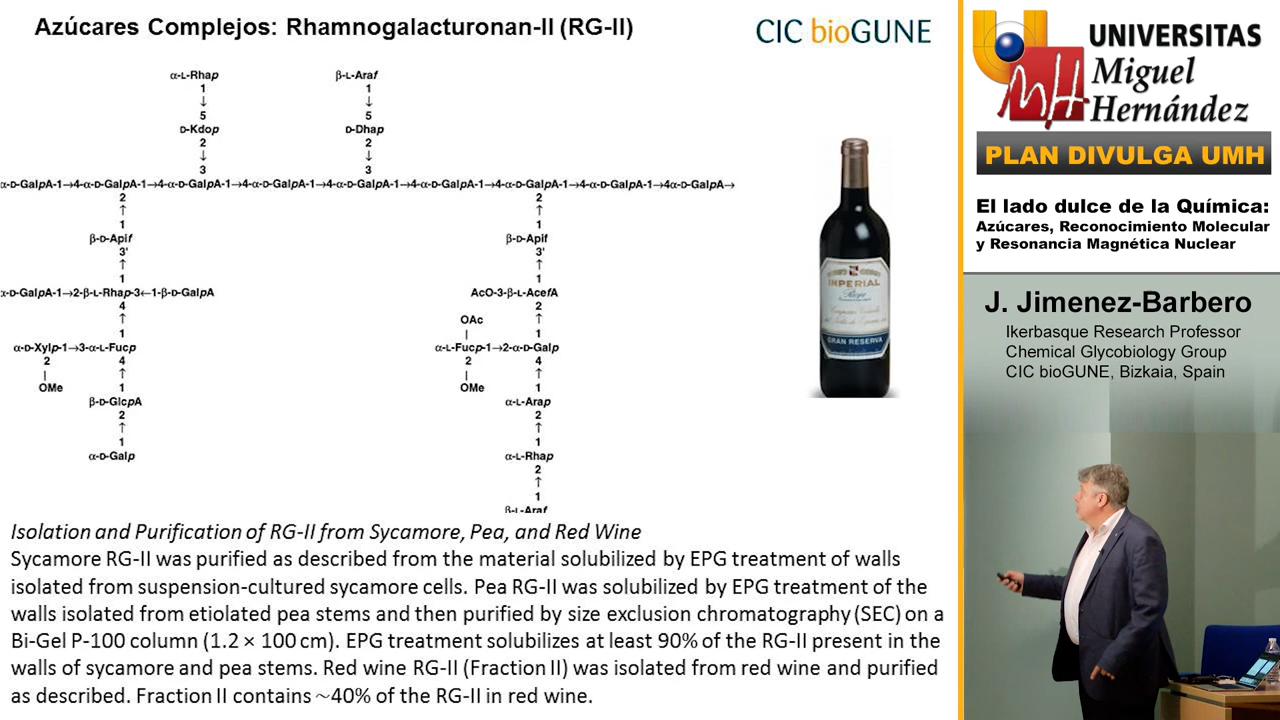 Azúcares Complejos: Rhamnogalacturonan-II (RG-II)
CIC bioGUNE
α-L-Rhap
β-L-Araf
1
1
↓
↓
5
5
D-Kdop
D-Dhap
2
2
↓
↓
3
3
α-D-GalpA-1→4-α-D-GalpA-1→4-α-D-GalpA-1→4-α-D-GalpA-1→4-α-D-GalpA→4-α-D-GalpA-1→4-α-D-GalpA-1→4-α-D-GalpA-1→4α-D-GalpA→
2
2
↑
↑
1
1
β-D-Apif
β-D-Apif
3'
3'
↑
↑
1
1
α-D-GalpA-1→2-β-L-Rhap-3←1-β-D-GalpA
AcO-3-β-L-AcefA
4
2
↑
OAc
↑
1
|
1
α-D-Xylp-1→3-α-L-Fucp
α-L-Fucp-1→2-α-D-Galp
2
4
2
4
|
↑
|
↑
OMe
1
OMe
1
β-D-GlcpA
α-L-Arap
2
2
↑
↑
1
1
α-D-Galp
α-L-Rhap
2
↑
1
β-L-Araf
IMPERIAL
Rioja
GRAN RESERVA
Isolation and Purification of RG-II from Sycamore, Pea, and Red Wine
Sycamore RG-II was purified as described from the material solubilized by EPG treatment of walls
isolated from suspension-cultured sycamore cells. Pea RG-II was solubilized by EPG treatment of the
walls isolated from etiolated pea stems and then purified by size exclusion chromatography (SEC) on a
Bi-Gel P-100 column (1.2 × 100 cm). EPG treatment solubilizes at least 90% of the RG-II present in the
walls of sycamore and pea stems. Red wine RG-II (Fraction II) was isolated from red wine and purified
as described. Fraction II contains ~40% of the RG-II in red wine.
UNIVERSITAS
Miguel
Hernández
PLAN DIVULGA UMH
El lado dulce de la Química:
Azúcares, Reconocimiento Molecular
y Resonancia Magnética Nuclear
J. Jimenez-Barbero
Ikerbasque Research Professor
Chemical Glycobiology Group
CIC bioGUNE, Bizkaia, Spain